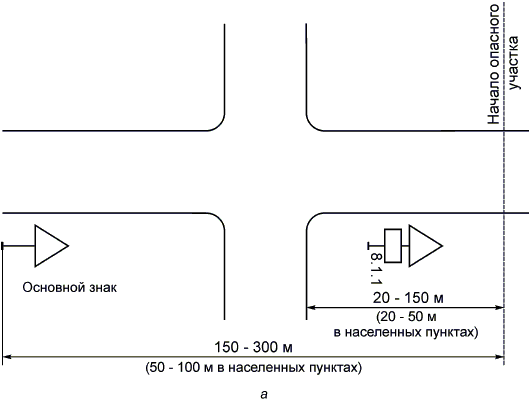 Начало опасного
участка
Основной знак
8.1.1
20 - 150 м
(20 - 50 м
в населенных пунктах)
150 - 300 м
(50 - 100 м в населенных пунктах)
а